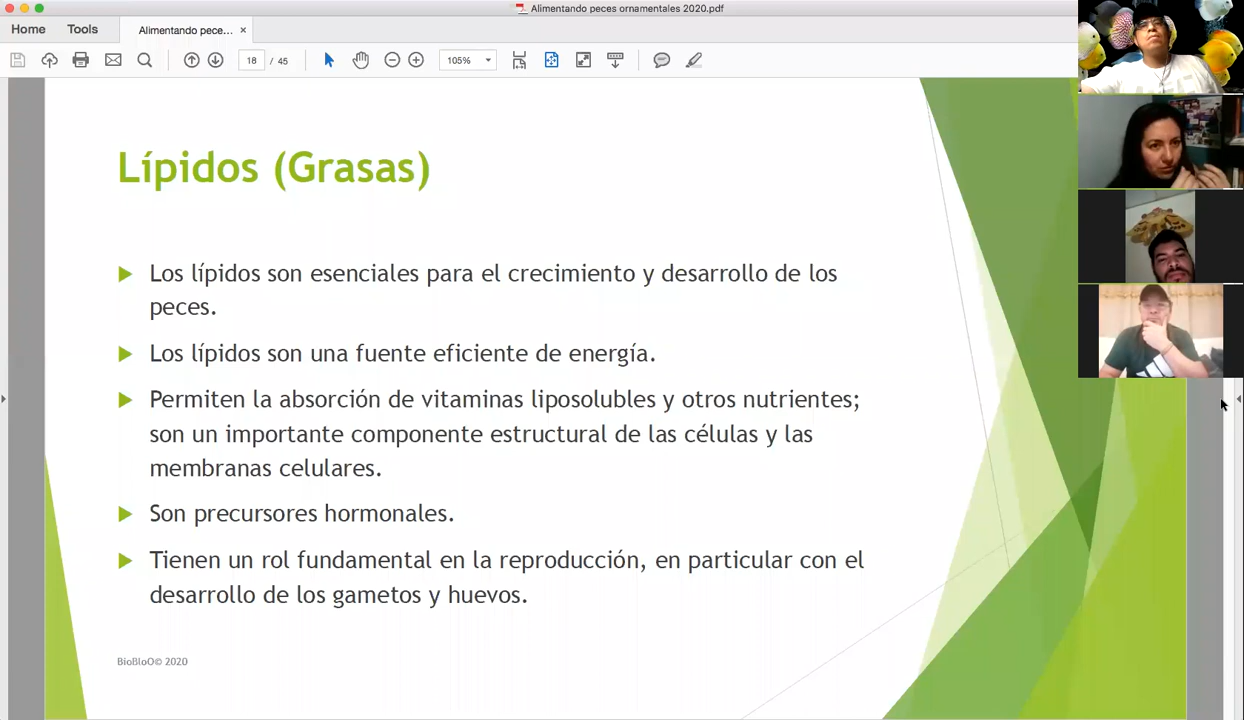 Alimentando peces ornamentales 2020.pdf
Home
Tools
Alimentando pece...
18 / 45
105%
Lípidos (Grasas)
Los lípidos son esenciales para el crecimiento y desarrollo de los
peces.
Los lípidos son una fuente eficiente de energía.
Permiten la absorción de vitaminas liposolubles y otros nutrientes;
son un importante componente estructural de las células y las
membranas celulares.
Son precursores hormonales.
Tienen un rol fundamental en la reproducción, en particular con el
desarrollo de los gametos y huevos.
BioBloO© 2020